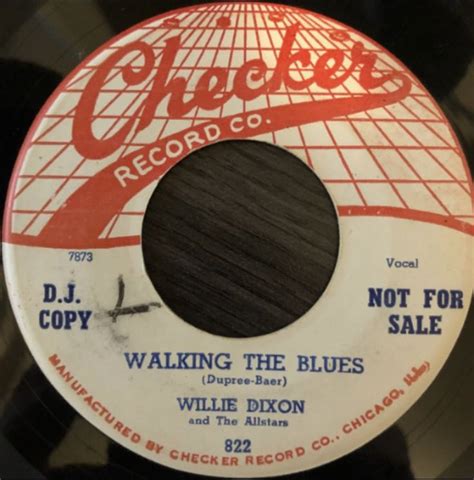 Checker
RECORD CO.
7873
Vocal
D.J.
COPY
NOT FOR
SALE
WALKING THE BLUES
(Dupree-Baer)
WILLIE DIXON
and The Allstars
822
MANUFACTURED BY CHECKER RECORD CO., CHICAGO,